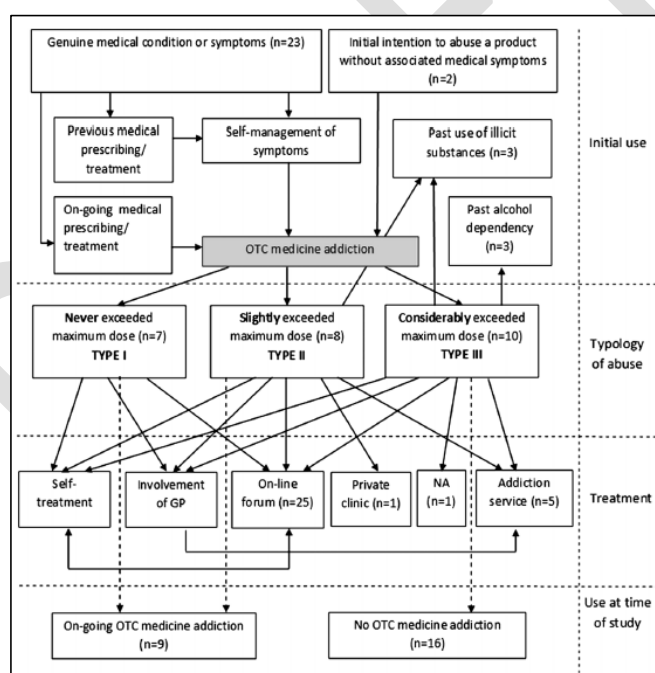 Genuine medical condition or symptoms (n=23)
Initial intention to abuse a product
without associated medical symptoms
(n=2)
Initial use
Previous medical
prescribing/
treatment
Self-management of
symptoms
Past use of illicit
substances (n=3)
On-going medical
prescribing/
treatment
Past alcohol
dependency
(n=3)
OTC medicine addiction
Never exceeded
maximum dose (n=7)
TYPE I
Slightly exceeded
maximum dose (n=8)
TYPE II
Considerably exceeded
maximum dose (n=10)
TYPE III
Typology
of abuse
Self-
treatment
Involvement
of GP
On-line
forum (n=25)
Private
clinic (n=1)
NA
(n=1)
Addiction
service (n=5)
Treatment
On-going OTC medicine addiction
(n=9)
No OTC medicine addiction
(n=16)
Use at time
of study